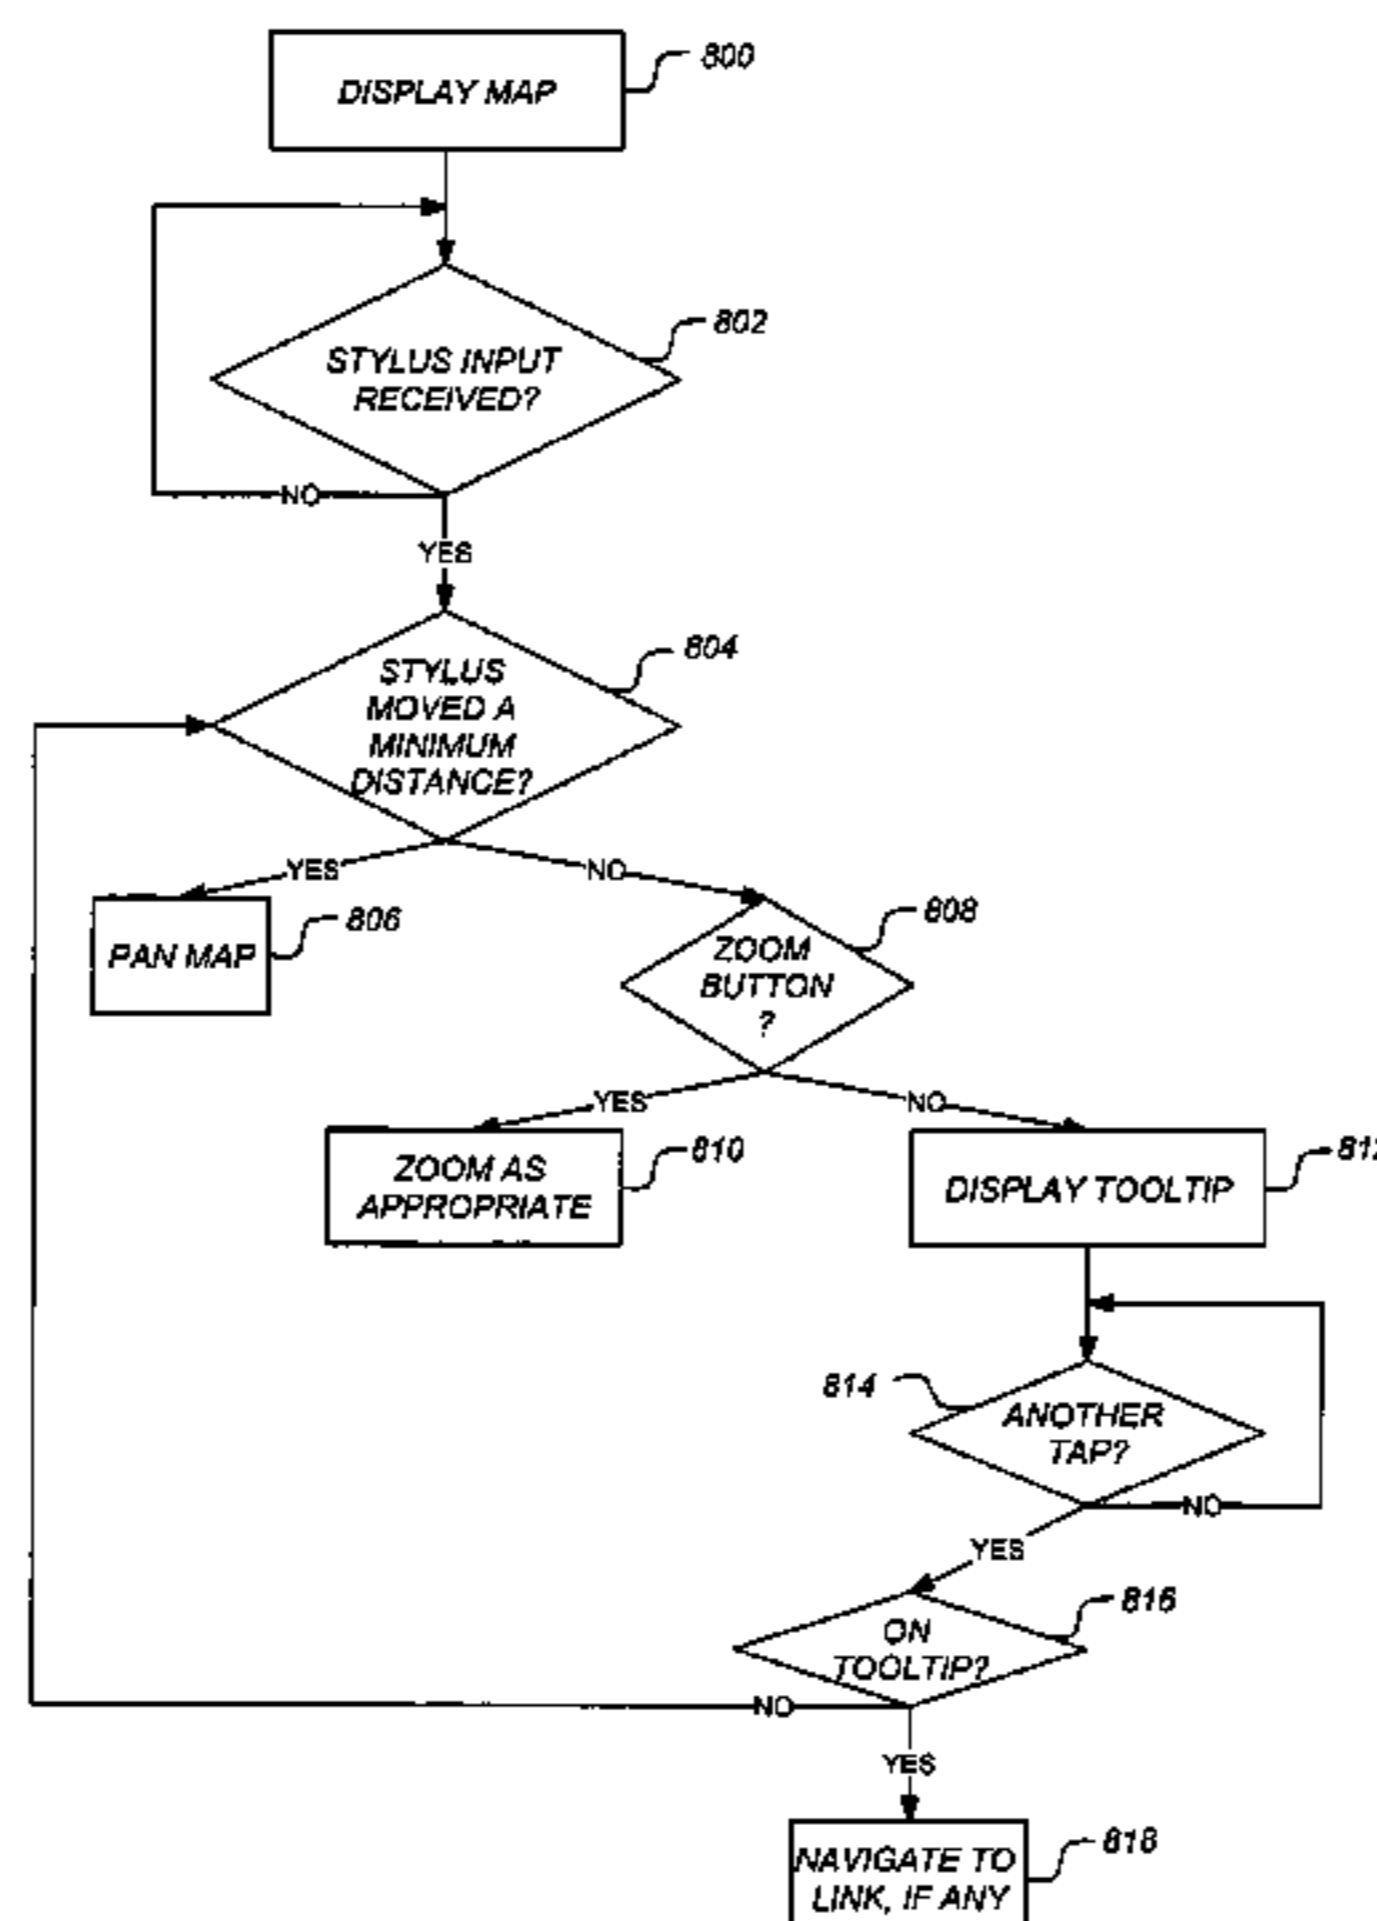 DISPLAY MAP
800
STYLUS INPUT
RECEIVED?
802
NO
YES
STYLUS
MOVED A
MINIMUM
DISTANCE?
804
YES
NO
PAN MAP
806
ZOOM
BUTTON
?
808
YES
NO
ZOOM AS
APPROPRIATE
810
DISPLAY TOOLTIP
812
ANOTHER
TAP?
814
NO
YES
ON
TOOLTIP?
816
NO
YES
NAVIGATE TO
LINK, IF ANY
818